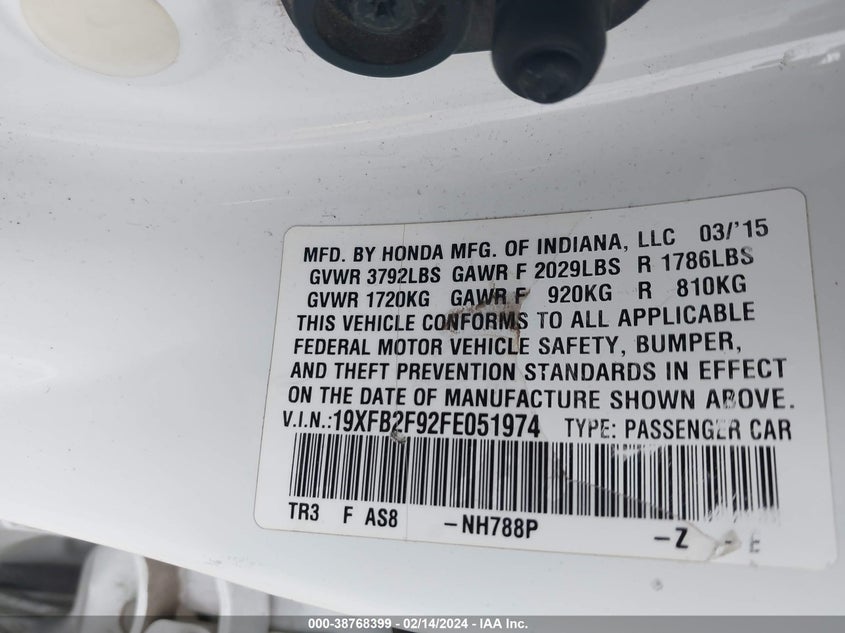 MFD. BY HONDA MFG. OF INDIANA, LLC 03/'15
GVWR 3792LBS GAWR F 2029LBS R 1786LBS
GVWR 1720KG GAWR F 920KG R 810KG
THIS VEHICLE CONFORMS TO ALL APPLICABLE
FEDERAL MOTOR VEHICLE SAFETY, BUMPER,
AND THEFT PREVENTION STANDARDS IN EFFECT
ON THE DATE OF MANUFACTURE SHOWN ABOVE.
V.I.N.:19XFB2F92FE051974 TYPE: PASSENGER CAR
TR3 F AS8 -NH788P -Z - E
000-38768399 - 02/14/2024 - IAA Inc.